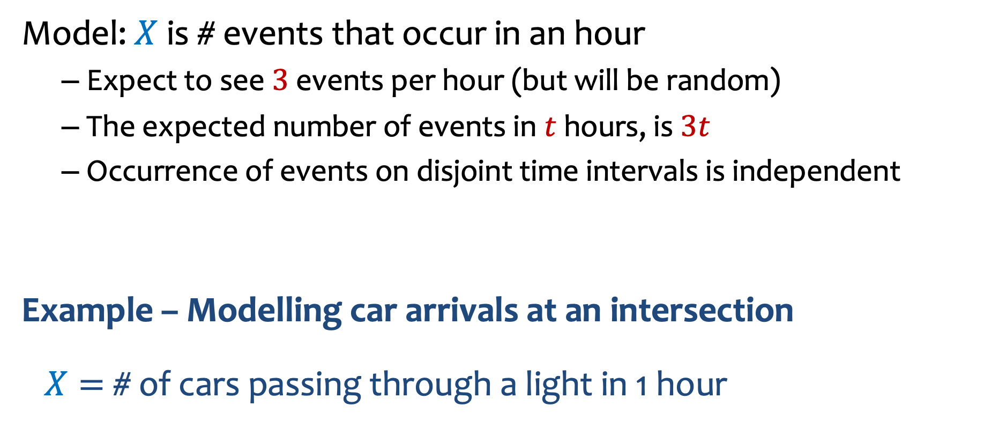 Model: X is # events that occur in an hour
– Expect to see 3 events per hour (but will be random)
– The expected number of events in t hours, is 3t
– Occurrence of events on disjoint time intervals is independent
Example – Modelling car arrivals at an intersection
X = # of cars passing through a light in 1 hour